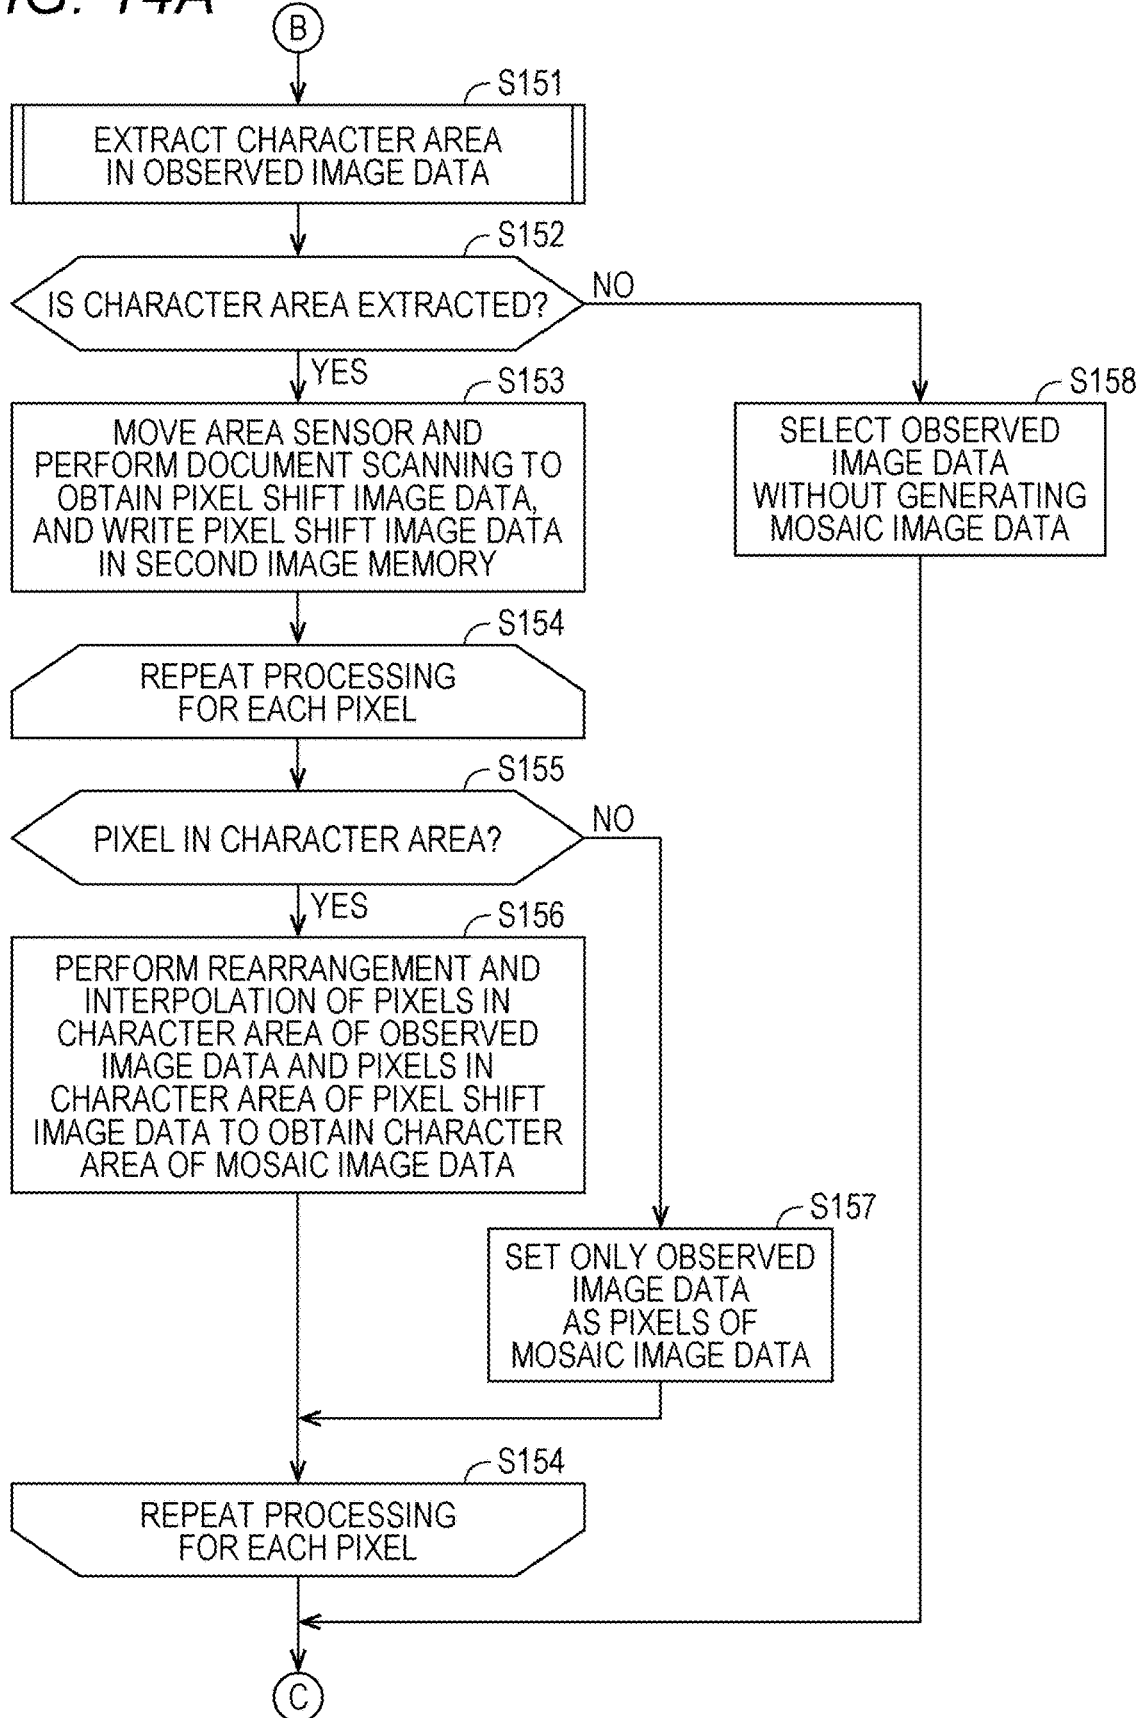 IG. 14A
B
S151
EXTRACT CHARACTER AREA
IN OBSERVED IMAGE DATA
S152
IS CHARACTER AREA EXTRACTED?
NO
YES
S153
MOVE AREA SENSOR AND
PERFORM DOCUMENT SCANNING TO
OBTAIN PIXEL SHIFT IMAGE DATA,
AND WRITE PIXEL SHIFT IMAGE DATA
IN SECOND IMAGE MEMORY
S158
SELECT OBSERVED
IMAGE DATA
WITHOUT GENERATING
MOSAIC IMAGE DATA
S154
REPEAT PROCESSING
FOR EACH PIXEL
S155
PIXEL IN CHARACTER AREA?
NO
YES
S156
PERFORM REARRANGEMENT AND
INTERPOLATION OF PIXELS IN
CHARACTER AREA OF OBSERVED
IMAGE DATA AND PIXELS IN
CHARACTER AREA OF PIXEL SHIFT
IMAGE DATA TO OBTAIN CHARACTER
AREA OF MOSAIC IMAGE DATA
S157
SET ONLY OBSERVED
IMAGE DATA
AS PIXELS OF
MOSAIC IMAGE DATA
S154
REPEAT PROCESSING
FOR EACH PIXEL
C